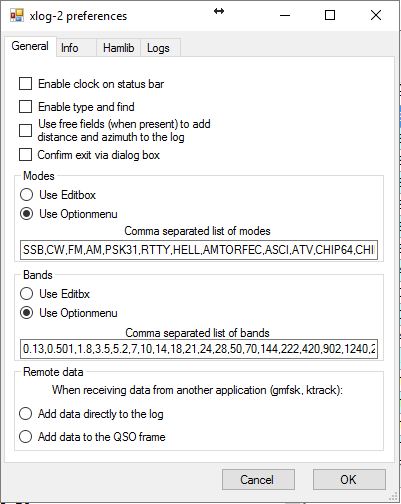 xlog-2 preferences
General Info Hamlib Logs
Enable clock on status bar
Enable type and find
Use free fields (when present) to add
distance and azimuth to the log
Confirm exit via dialog box
Modes
Use Editbox
Use Optionmenu
Comma separated list of modes
SSB,CW,FM,AM,PSK31,RTTY,HELL,AMTORFEC,ASCI,ATV,CHIP64,CHI
Bands
Use Editbx
Use Optionmenu
Comma separated list of bands
0.13,0.501,1.8,3.5,5.2,7,10,14,18,21,24,28,50,70,144,222,420,902,1240,2
Remote data
When receiving data from another application (gmfsk, ktrack):
Add data directly to the log
Add data to the QSO frame
Cancel OK